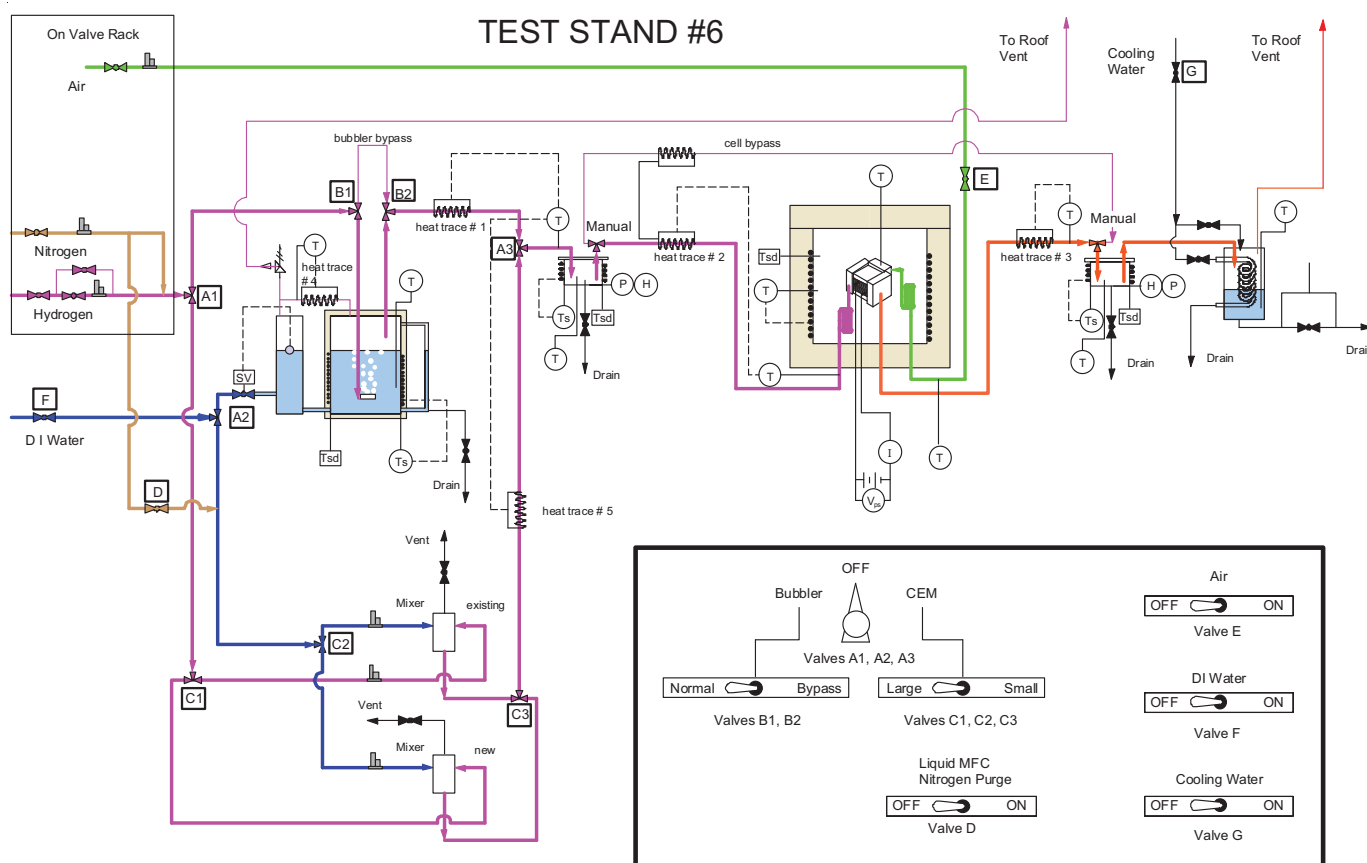 TEST STAND #6
On Valve Rack
Air
To Roof
Vent
Cooling
Water
G
To Roof
Vent
bubbler bypass
cell bypass
B1
B2
E
T
T
T
Nitrogen
heat trace # 1
Manual
heat trace # 2
A3
T
heat trace # 3
Manual
T
heat trace
# 4
Tsd
P
H
H
P
Hydrogen
A1
T
T
Ts
Tsd
Ts
Tsd
T
T
T
Drain
Drain
Drain
Drain
SV
F
A2
D I Water
Tsd
Ts
I
T
Drain
Vps
D
heat trace # 5
Vent
Mixer
existing
C2
C1
C3
Vent
Mixer
new
OFF
Bubbler
CEM
Valves A1, A2, A3
Normal
Bypass
Large
Small
Valves B1, B2
Valves C1, C2, C3
Air
OFF
ON
Valve E
DI Water
OFF
ON
Valve F
Liquid MFC
Nitrogen Purge
OFF
ON
Valve D
Cooling Water
OFF
ON
Valve G